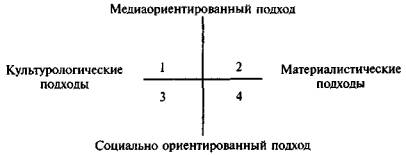 Медиаориентированный подход
Культурологические
подходы
1
2
Материалистические
подходы
3
4
Социально ориентированный подход